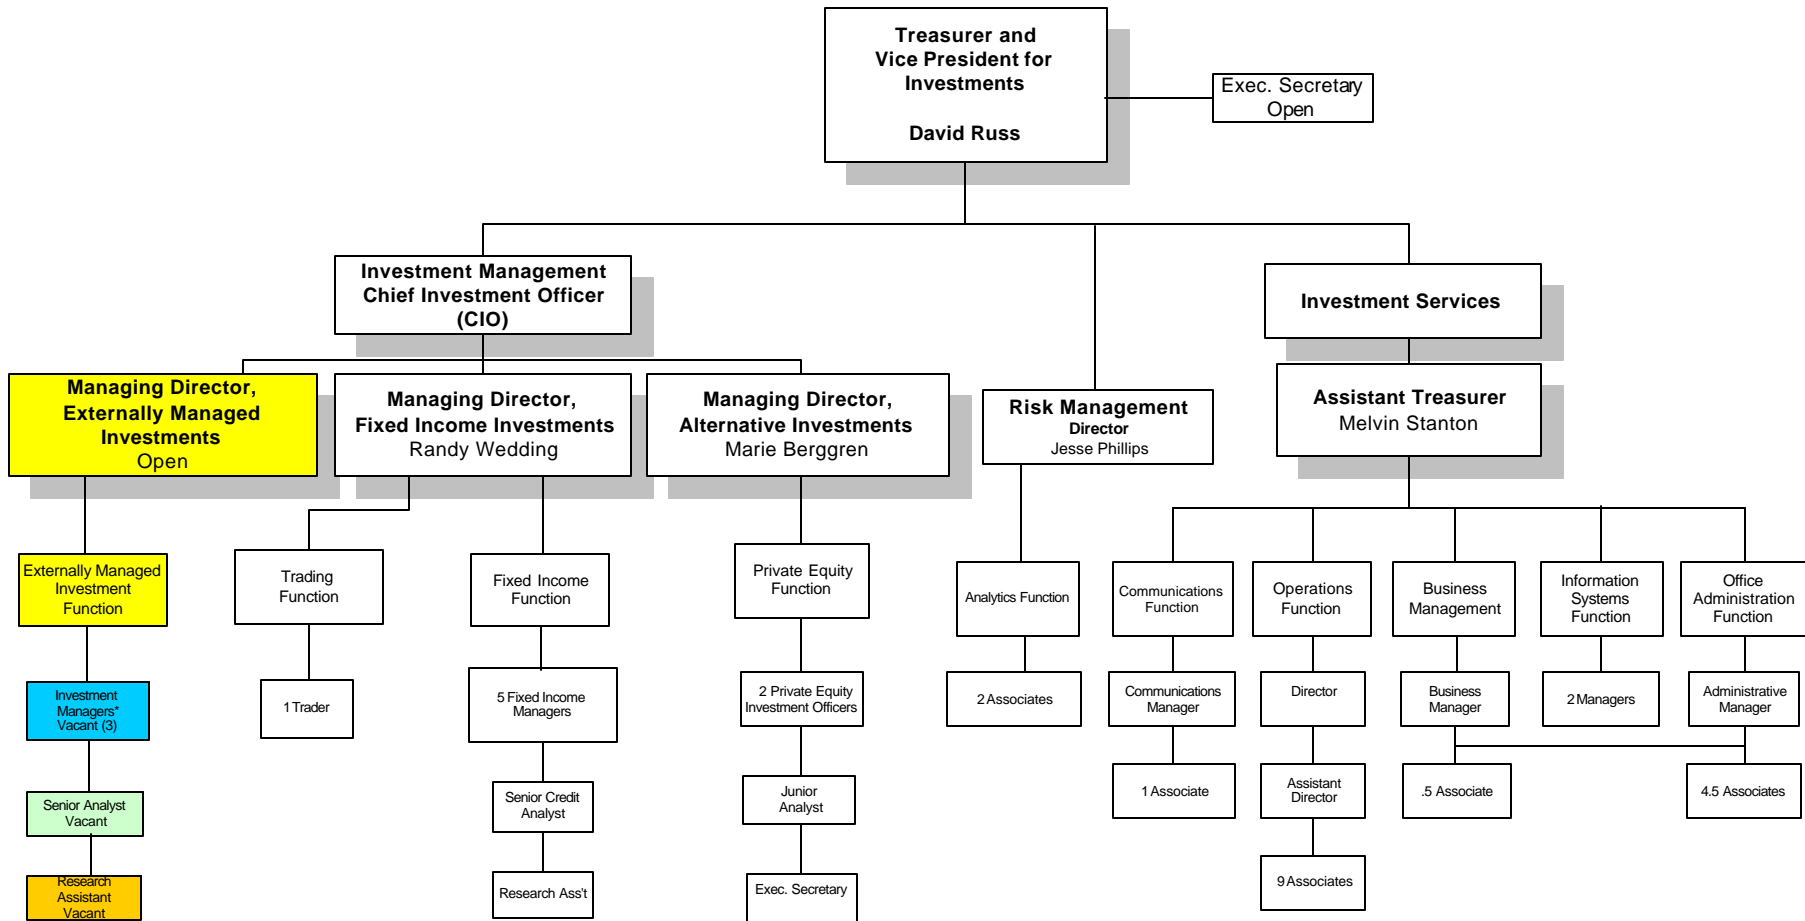 Treasurer and
Vice President for
Investments
David Russ
Exec. Secretary
Open
Investment Management
Chief Investment Officer
(CIO)
Investment Services
Managing Director,
Externally Managed
Investments
Open
Managing Director,
Fixed Income Investments
Randy Wedding
Managing Director,
Alternative Investments
Marie Berggren
Risk Management
Director
Jesse Phillips
Assistant Treasurer
Melvin Stanton
Externally Managed
Investment
Function
Trading
Function
Fixed Income
Function
Private Equity
Function
Analytics Function
Communications
Function
Operations
Function
Business
Management
Information
Systems
Function
Office
Administration
Function
Investment
Managers*
Vacant (3)
1 Trader
5 Fixed Income
Managers
2 Private Equity
Investment Officers
2 Associates
Communications
Manager
Director
Business
Manager
2 Managers
Administrative
Manager
Senior Analyst
Vacant
Senior Credit
Analyst
Junior
Analyst
1 Associate
Assistant
Director
.5 Associate
4.5 Associates
Research
Assistant
Vacant
Research Ass't
Exec. Secretary
9 Associates